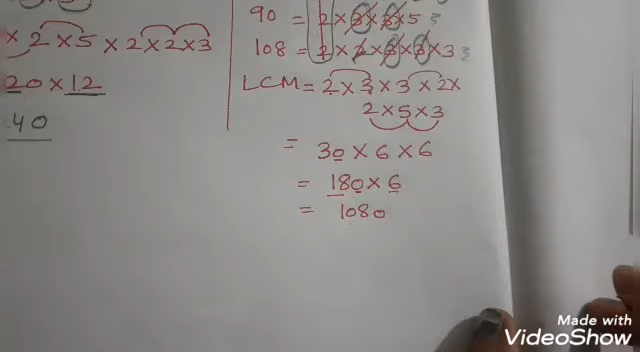 × 2 × 5 × 2 × 2 × 3
20 × 12
40
90 = 2 × 3 × 3 × 5
108 = 2 × 2 × 3 × 3 × 3
LCM = 2 × 3 × 3 × 2 ×
2 × 5 × 3
= 30 × 6 × 6
= 180 × 6
= 1080
Made with
VideoShow